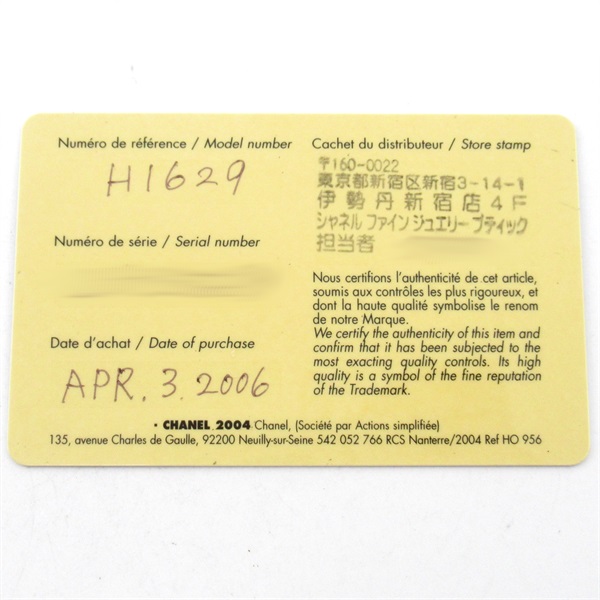 Numéro de référence / Model number
H1629
Numéro de série / Serial number
Date d'achat / Date of purchase
APR. 3. 2006
Cachet du distributeur / Store stamp
〒160-0022
東京都新宿区新宿3-14-1
伊勢丹新宿店4F
シャネル ファイン ジュエリー ブティック
担当者
Nous certifions l'authenticité de cet article,
soumis aux contrôles les plus rigoureux, et
dont la haute qualité symbolise le renom
de notre Marque.
We certify the authenticity of this item and
confirm that it has been subjected to the
most exacting quality controls. Its high
quality is a symbol of the fine reputation
of the Trademark.
• CHANEL 2004 Chanel, (Société par Actions simplifiée)
135, avenue Charles de Gaulle, 92200 Neuilly-sur-Seine 542 052 766 RCS Nanterre/2004 Ref HO 956